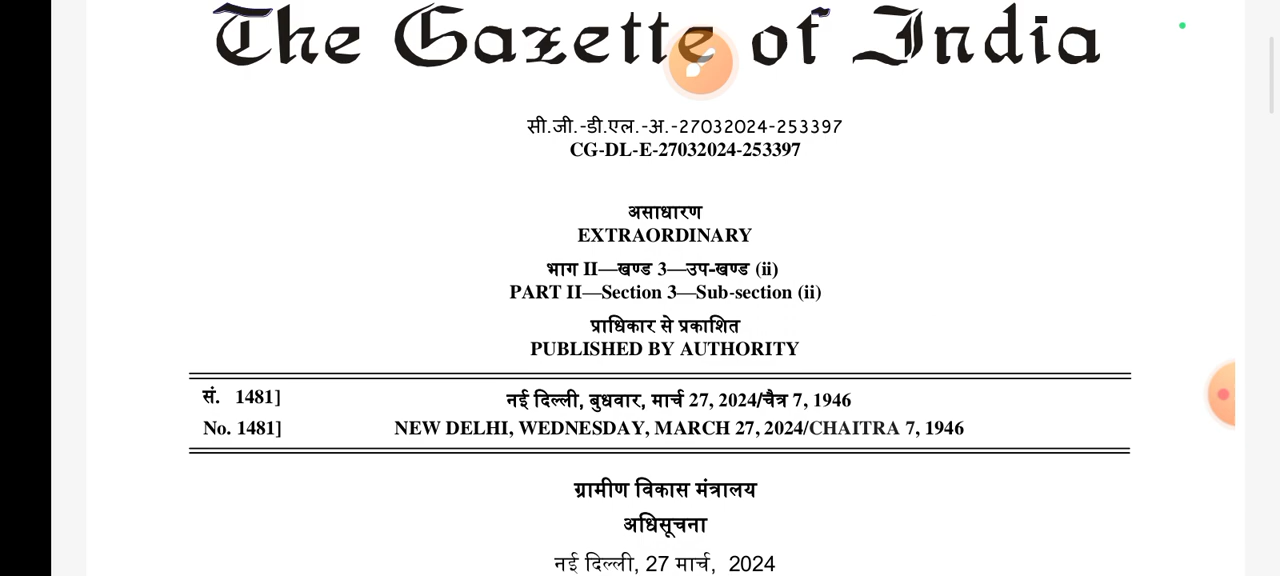 The Gazette of India
सी.जी.-डी.एल.-अ.-27032024-253397
CG-DL-E-27032024-253397
असाधारण
EXTRAORDINARY
भाग II—खण्ड 3—उप-खण्ड (ii)
PART II—Section 3—Sub-section (ii)
प्राधिकार से प्रकाशित
PUBLISHED BY AUTHORITY
सं. 1481] नई दिल्ली, बुधवार, मार्च 27, 2024/चैत्र 7, 1946
No. 1481] NEW DELHI, WEDNESDAY, MARCH 27, 2024/CHAITRA 7, 1946
ग्रामीण विकास मंत्रालय
अधिसूचना
नई दिल्ली, 27 मार्च, 2024